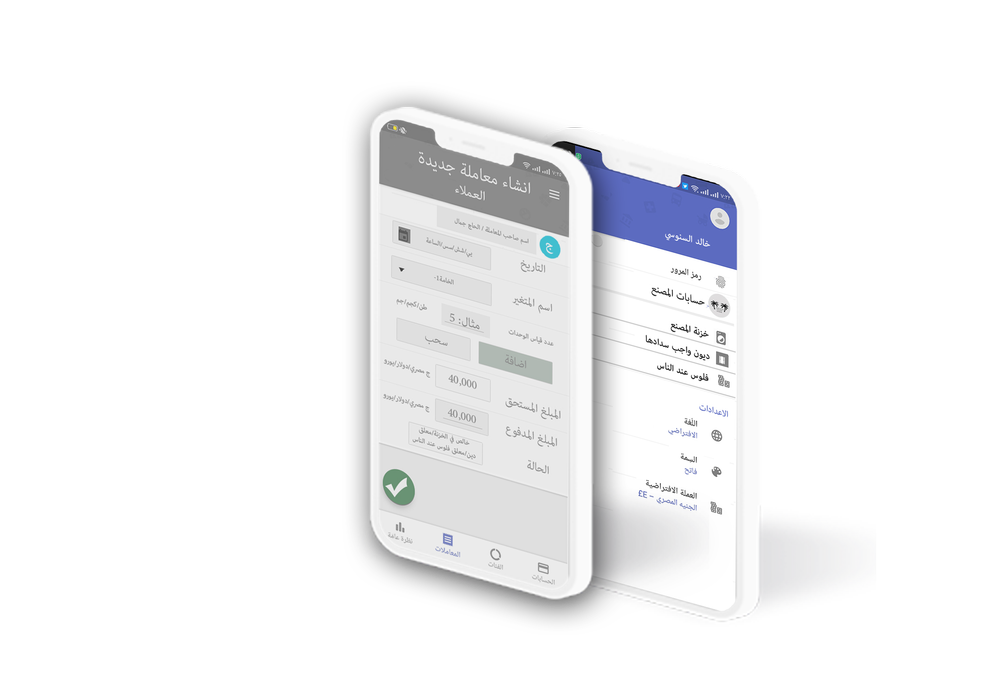 انشاء معاملة جديدة
العملاء
ج
اسم صاحب المعاملة / الحاج جمال
التاريخ
اسم المتغير
الخامة1-
عدد قياس الوحدات
مثال: 5
طن/كجم/جم
اضافة
سحب
المبلغ المستحق
40,000
ج مصري/دولار/يورو
المبلغ المدفوع
40,000
ج مصري/دولار/يورو
الحالة
خالص في الخزنة/معلق
دين/معلق فلوس عند الناس
الحسابات
الفئات
المعاملات
نظرة عامة
خالد السنوسي
رمز المرور
حسابات المصنع
خزنة المصنع
ديون واجب سدادها
فلوس عند الناس
الاعدادات
اللغة
الافتراضي
السمة
فاتح
العملة الافتراضية
الجنيه المصري – E£